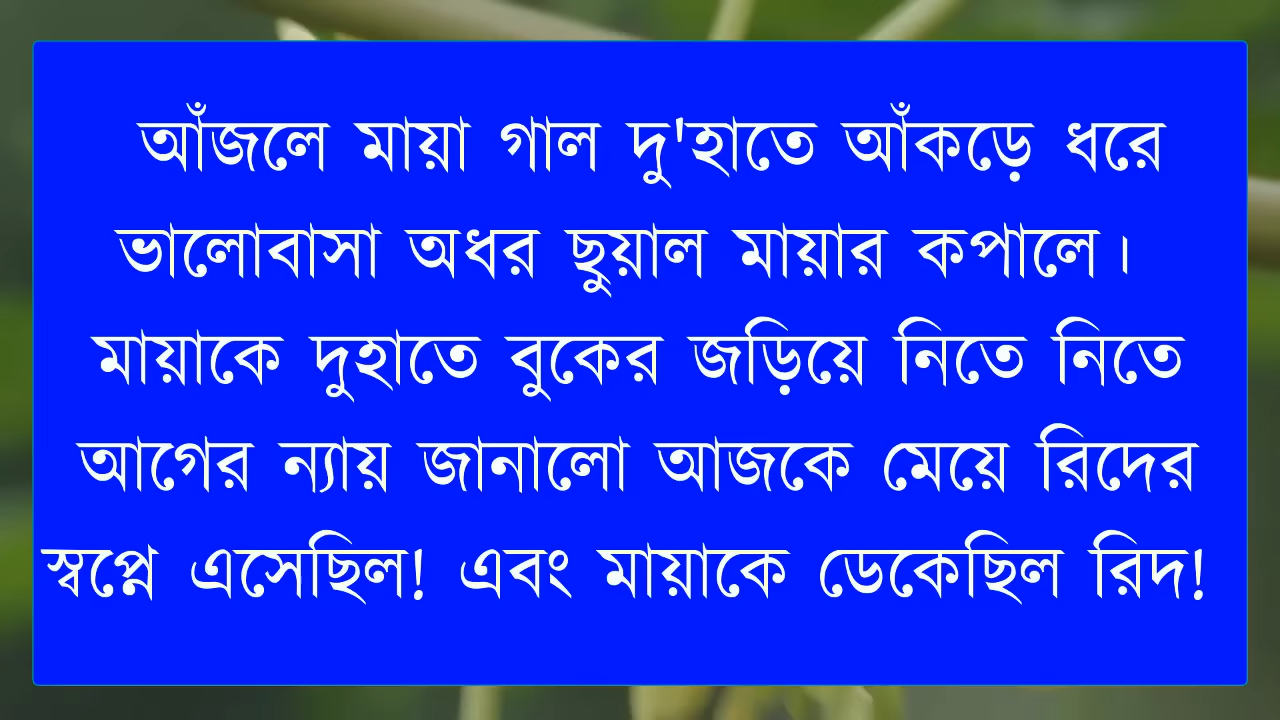 আঁজলে মায়া গাল দু'হাতে আঁকড়ে ধরে
ভালোবাসা অধর ছুয়াল মায়ার কপালে।
মায়াকে দুহাতে বুকের জড়িয়ে নিতে নিতে
আগের ন্যায় জানালো আজকে মেয়ে রিদের
স্বপ্নে এসেছিল! এবং মায়াকে ডেকেছিল রিদ!